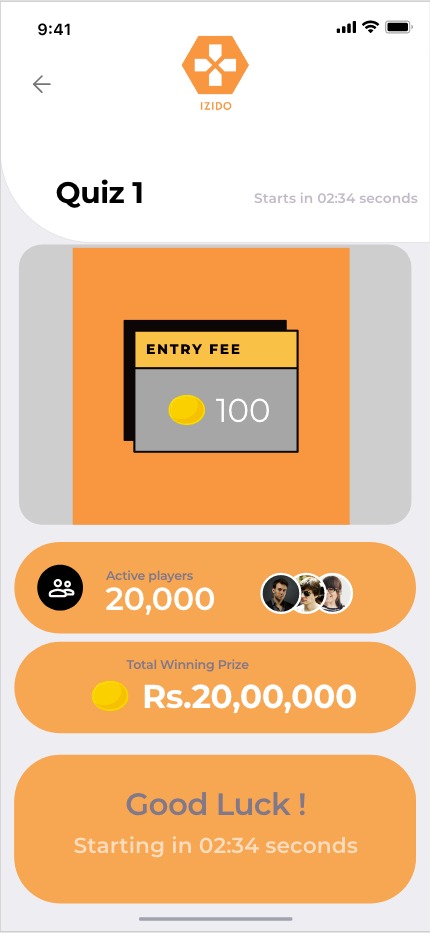 9:41
IZIDO
Quiz 1
Starts in 02:34 seconds
ENTRY FEE
100
Active players
20,000
Total Winning Prize
Rs.20,00,000
Good Luck !
Starting in 02:34 seconds